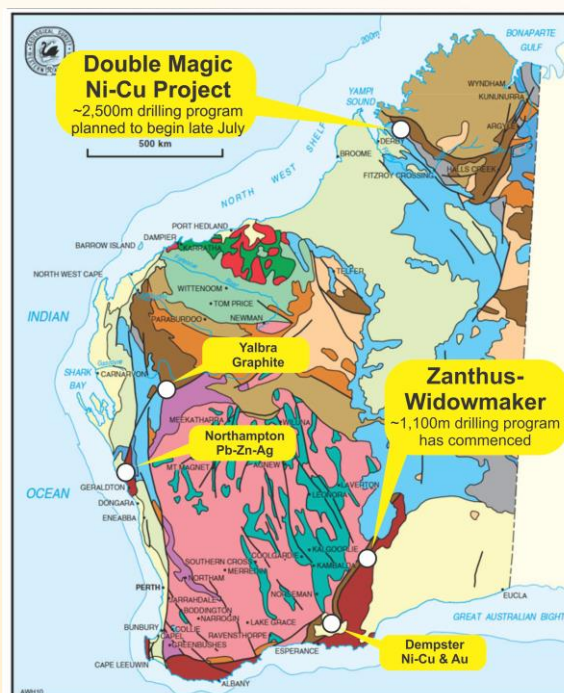 200m
BONAPARTE
GULF
Double Magic
Ni-Cu Project
~2,500m drilling program
planned to begin late July
500 km
WYNDHAM
KUNUNURRA
YAMPI
SOUND
ARGYLE
DERBY
HALLS CREEK
FITZROY CROSSING
BROOME
NORTH WEST SHELF
PORT HEDLAND
DAMPIER
KARRATHA
BARROW ISLAND
TELFER
NORTH WEST CAPE
WITTENOOM
TOM PRICE
PARABURDOO
NEWMAN
INDIAN
Yalbra
Graphite
SHARK
BAY
CARNARVON
Zanthus-
Widowmaker
~1,100m drilling program
has commenced
MEEKATHARRA
WILUNA
Northampton
Pb-Zn-Ag
MT MAGNET
AGNEW
LAVERTON
LEONORA
OCEAN
GERALDTON
DONGARA
ENEABBA
KALGOORLIE
COOLGARDIE
KAMBALDA
SOUTHERN CROSS
MERREDIN
NORTHAM
PERTH
NORSEMAN
EUCLA
JARRAHDALE
BODDINGTON
NARROGIN
LAKE GRACE
GREAT AUSTRALIAN BIGHT
BUNBURY
COLLIE
CAPEL
RAVENSTHORPE
GREENBUSHES
ESPERANCE
Dempster
Ni-Cu & Au
CAPE LEEUWIN
ALBANY